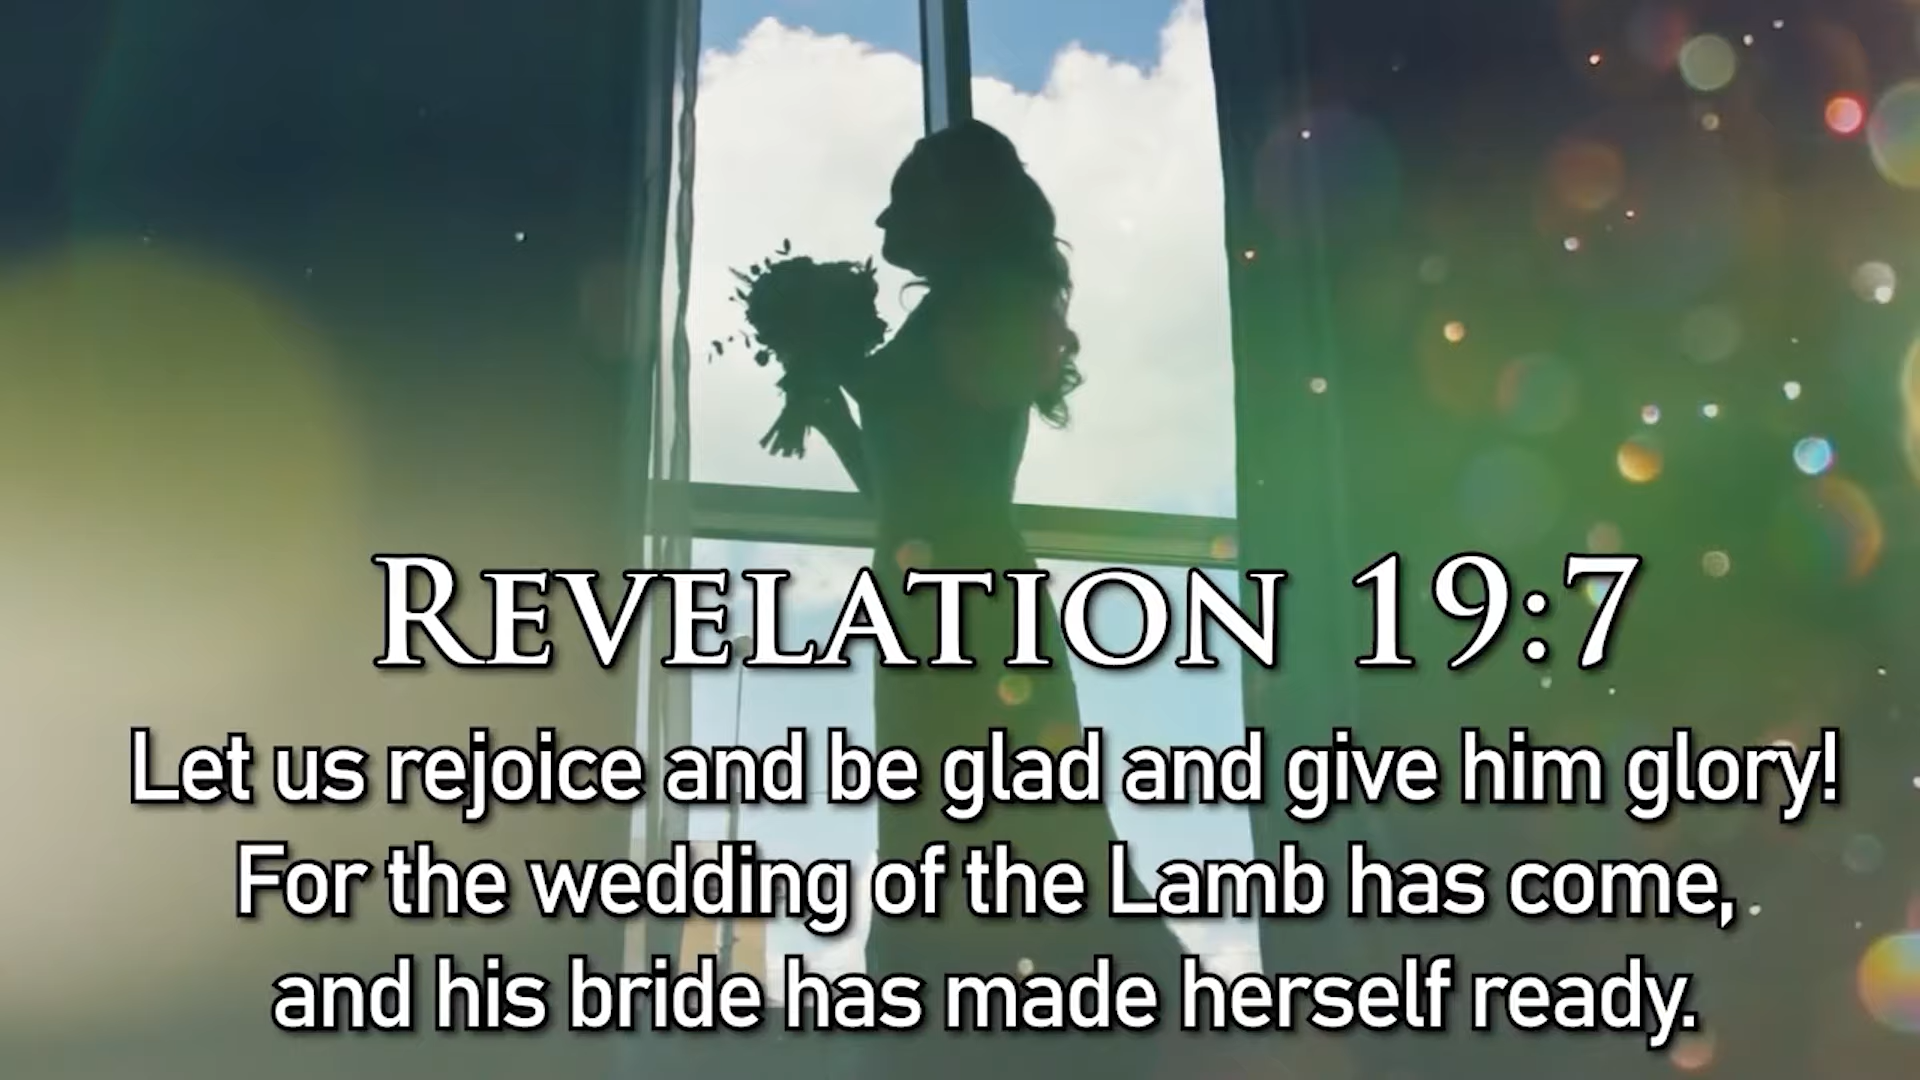 REVELATION 19:7
Let us rejoice and be glad and give him glory!
For the wedding of the Lamb has come,
and his bride has made herself ready.